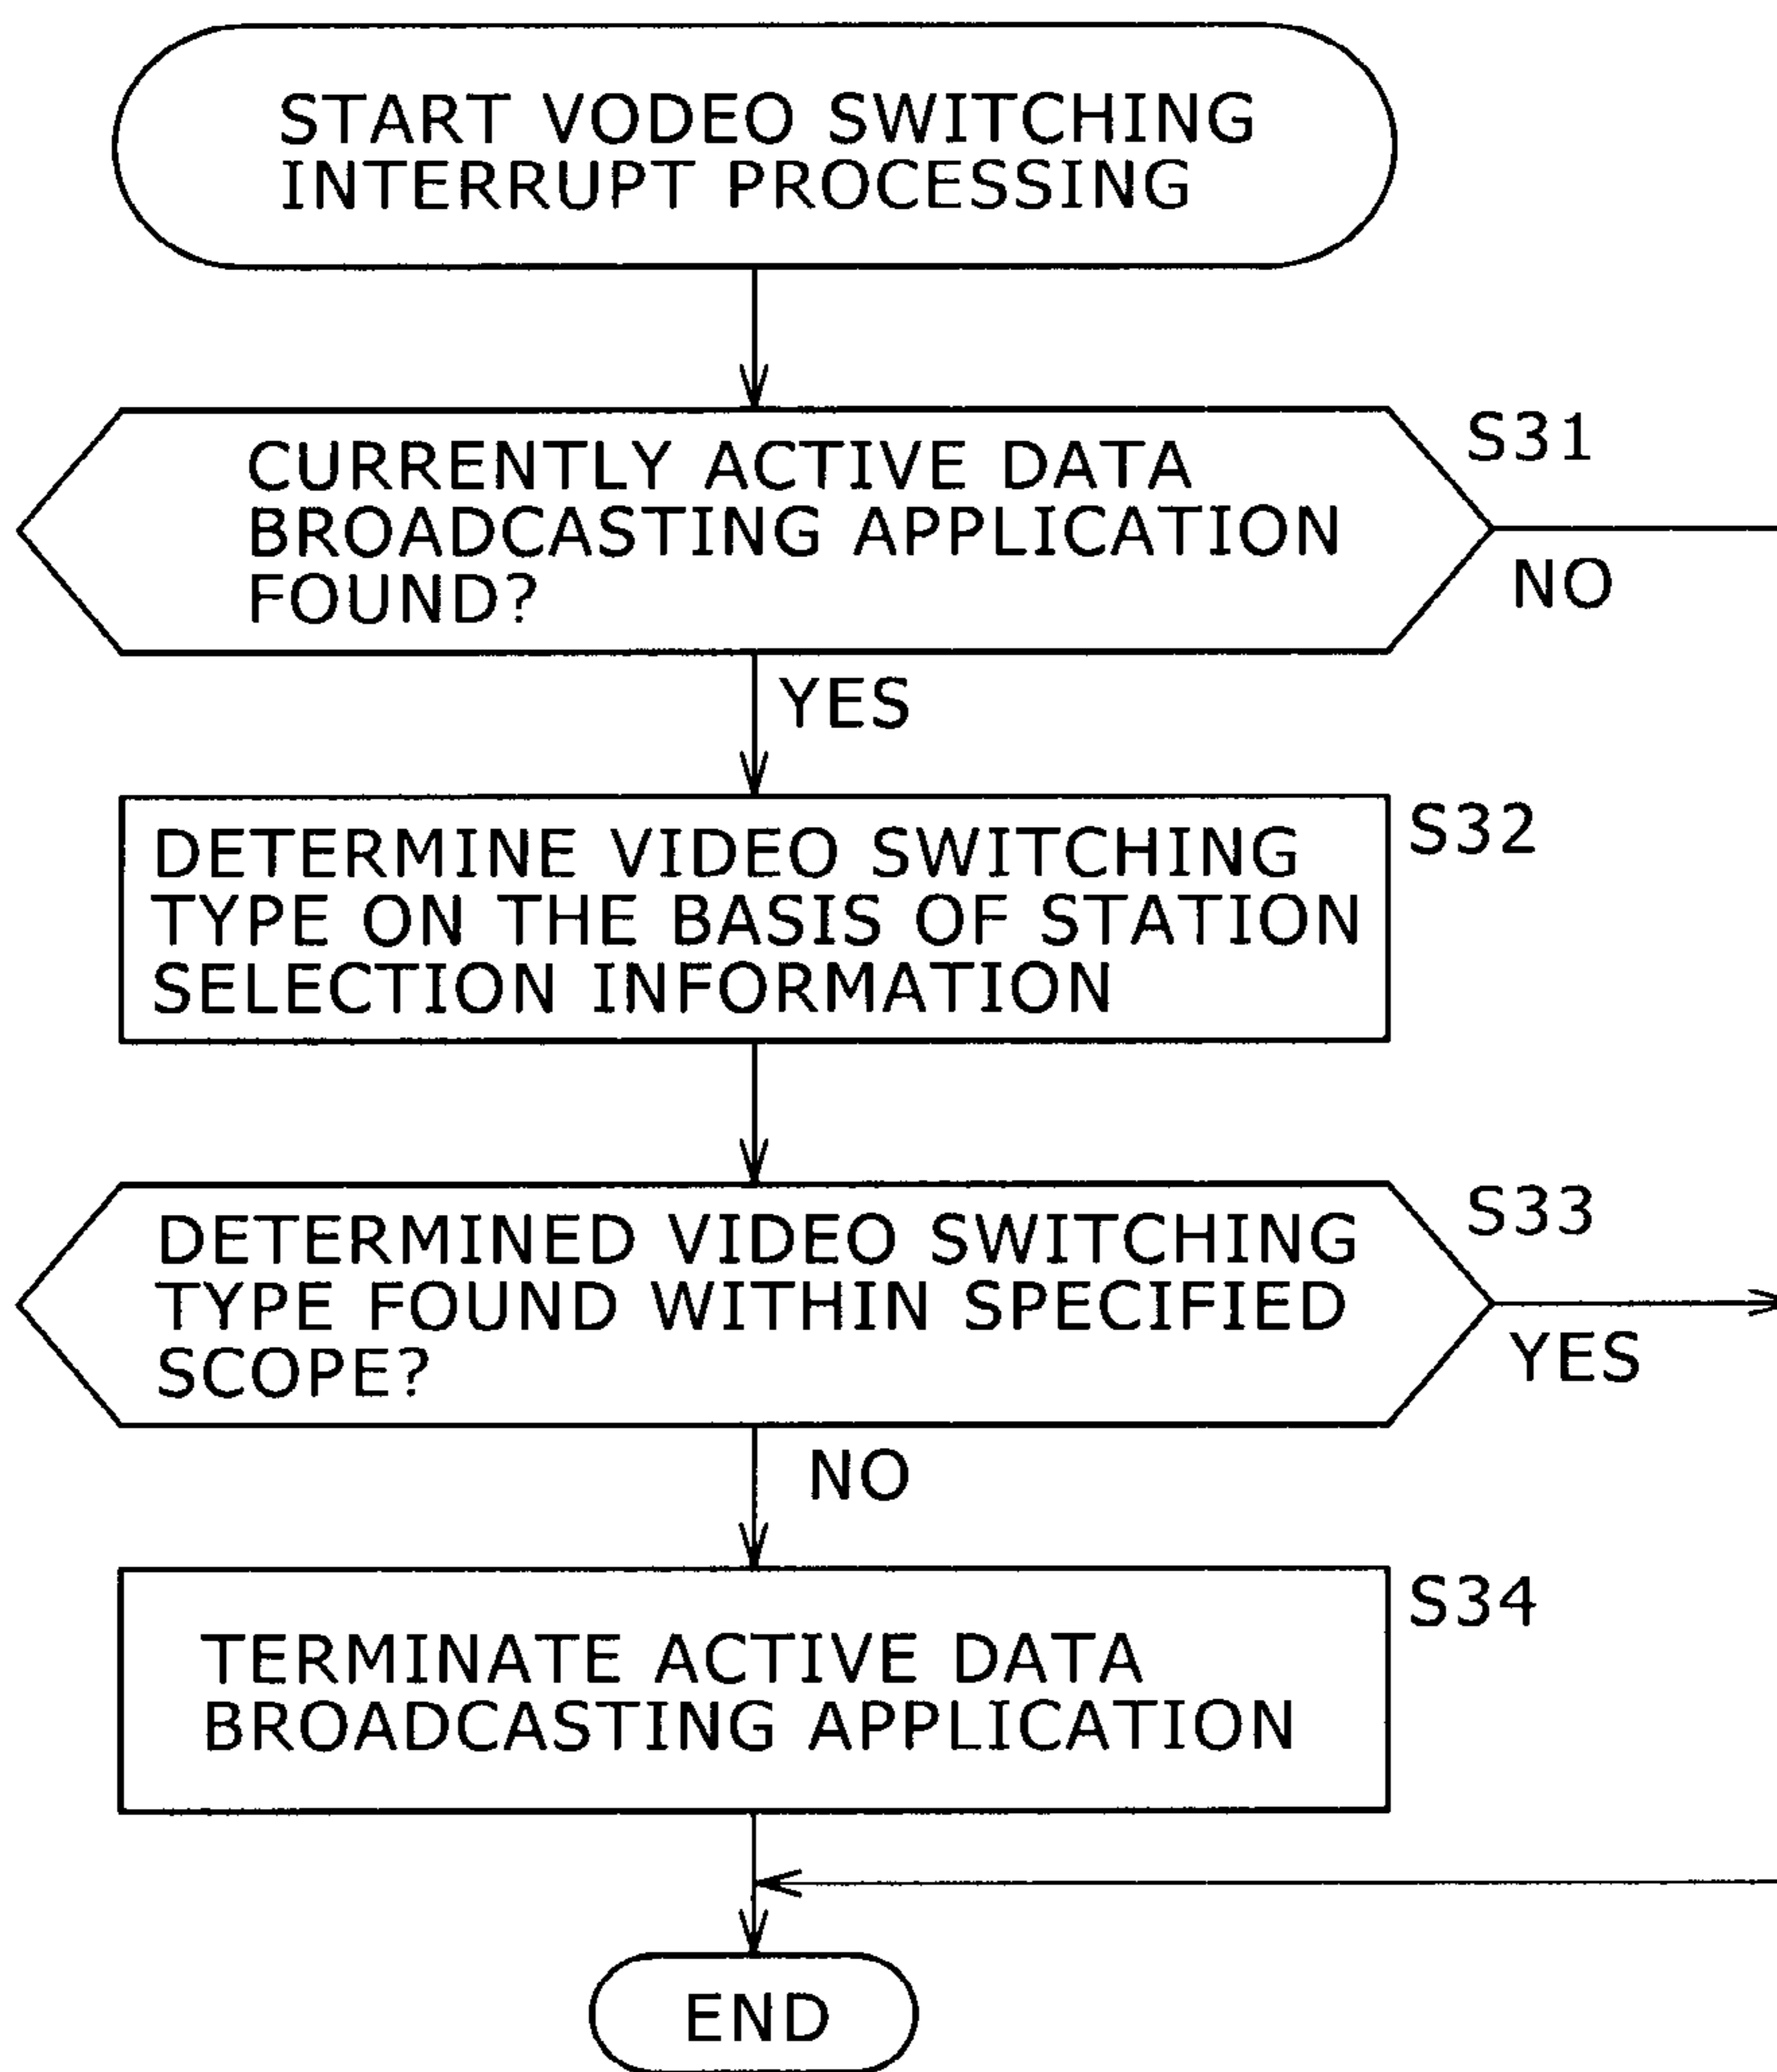 START VODEO SWITCHING
INTERRUPT PROCESSING
CURRENTLY ACTIVE DATA
BROADCASTING APPLICATION
FOUND?
S31
NO
YES
DETERMINE VIDEO SWITCHING
TYPE ON THE BASIS OF STATION
SELECTION INFORMATION
S32
DETERMINED VIDEO SWITCHING
TYPE FOUND WITHIN SPECIFIED
SCOPE?
S33
YES
NO
TERMINATE ACTIVE DATA
BROADCASTING APPLICATION
S34
END